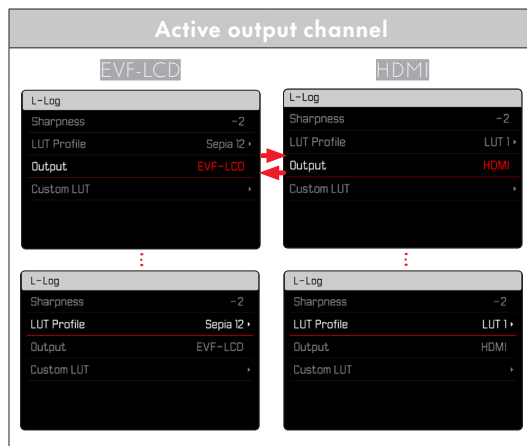 Active output channel
EVF-LCD
L-Log
Sharpness -2
LUT Profile Sepia 12
Output EVF-LCD
Custom LUT
HDMI
L-Log
Sharpness -2
LUT Profile LUT 1
Output HDMI
Custom LUT
L-Log
Sharpness -2
LUT Profile Sepia 12
Output EVF-LCD
Custom LUT
L-Log
Sharpness -2
LUT Profile LUT 1
Output HDMI
Custom LUT